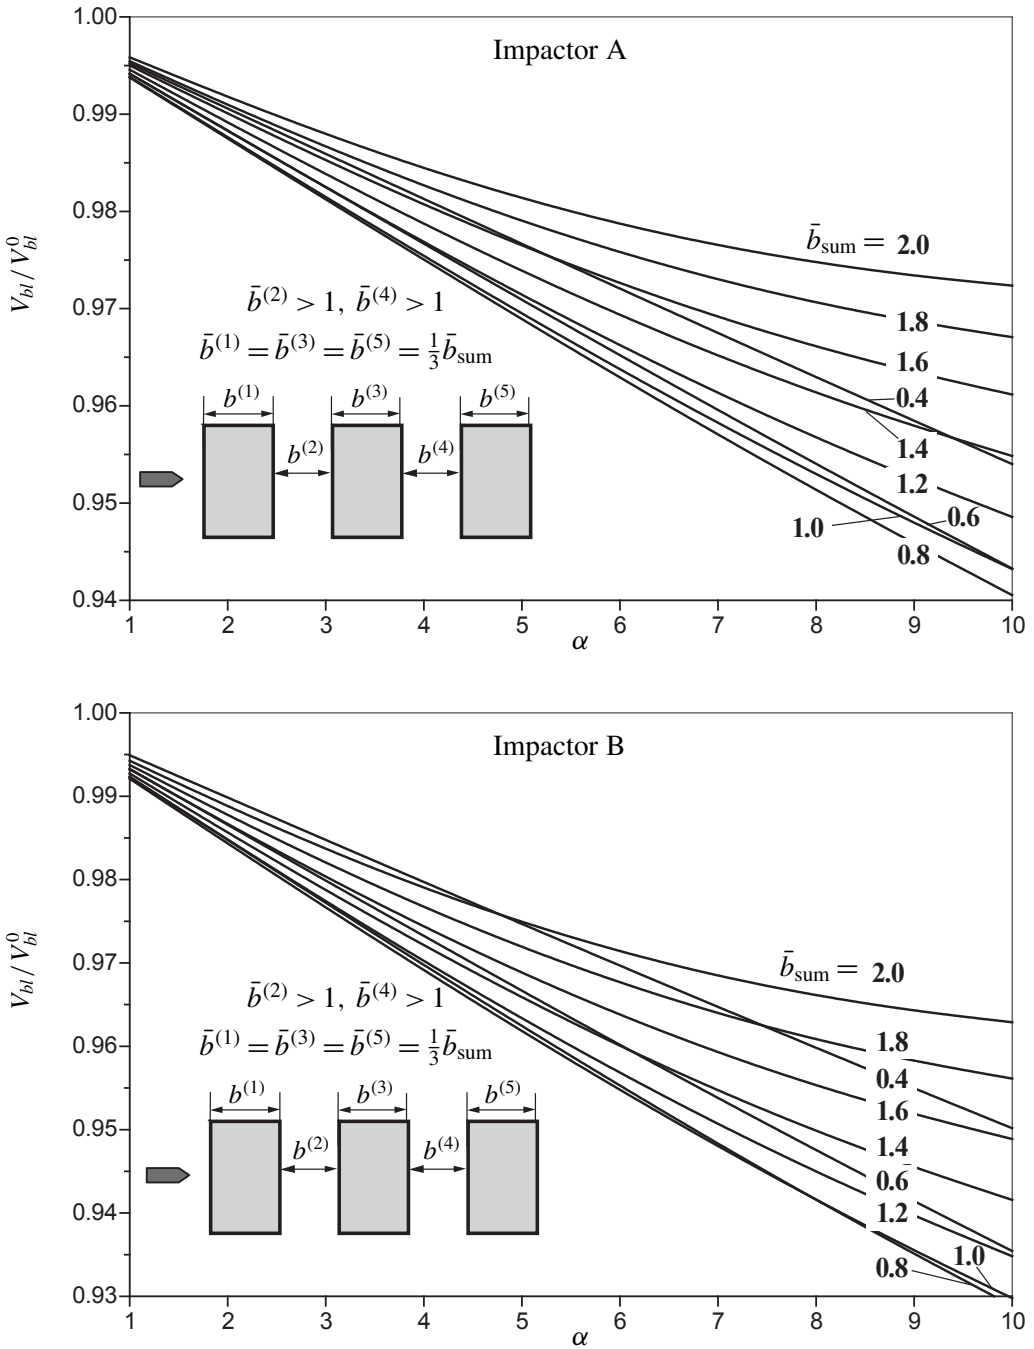 Impactor A
1.00
0.99
0.98
0.97
0.96
0.95
0.94
V_bl/V_bl^0
b̄_sum = 2.0
1.8
1.6
0.4
1.4
1.2
0.6
1.0
0.8
b̄^(2) > 1, b̄^(4) > 1
b̄^(1) = b̄^(3) = b̄^(5) = 1/3 b̄_sum
b^(1) b^(3) b^(5)
b^(2) b^(4)
1 2 3 4 5 6 7 8 9 10
α
Impactor B
1.00
0.99
0.98
0.97
0.96
0.95
0.94
0.93
V_bl/V_bl^0
b̄_sum = 2.0
1.8
0.4
1.6
1.4
0.6
1.2
1.0
0.8
b̄^(2) > 1, b̄^(4) > 1
b̄^(1) = b̄^(3) = b̄^(5) = 1/3 b̄_sum
b^(1) b^(3) b^(5)
b^(2) b^(4)
1 2 3 4 5 6 7 8 9 10
α